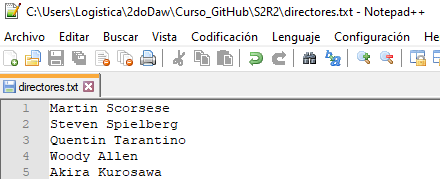 C:\Users\Logistica\2doDaw\Curso_GitHub\S2R2\directores.txt - Notepad++
Archivo Editar Buscar Vista Codificación Lenguaje Configuración He
directores.txt
1 Martin Scorsese
2 Steven Spielberg
3 Quentin Tarantino
4 Woody Allen
5 Akira Kurosawa